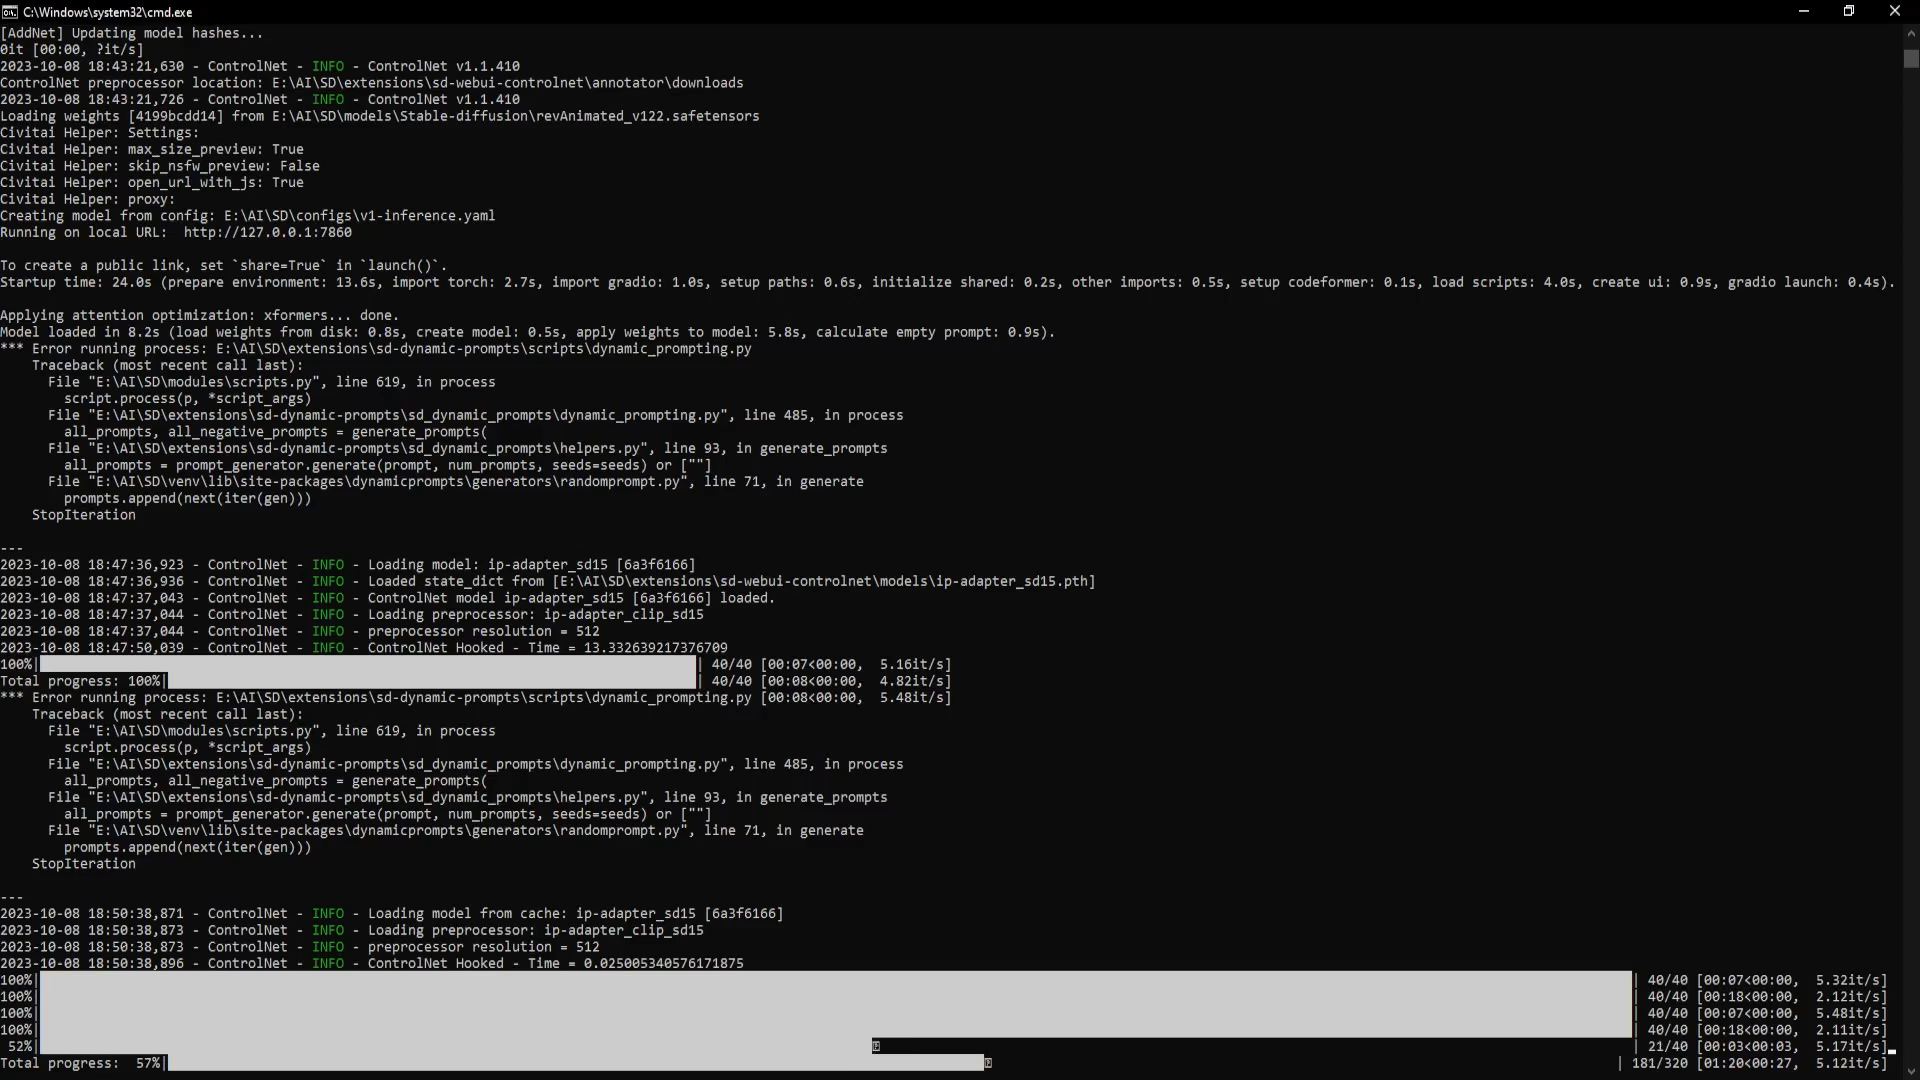 C:\Windows\system32\cmd.exe
[AddNet] Updating model hashes...
0it [00:00, ?it/s]
2023-10-08 18:43:21,630 - ControlNet - INFO - ControlNet v1.1.410
ControlNet preprocessor location: E:\AI\SD\extensions\sd-webui-controlnet\annotator\downloads
2023-10-08 18:43:21,726 - ControlNet - INFO - ControlNet v1.1.410
Loading weights [4199bcdd14] from E:\AI\SD\models\Stable-diffusion\revAnimated_v122.safetensors
Civitai Helper: Settings:
Civitai Helper: max_size_preview: True
Civitai Helper: skip_nsfw_preview: False
Civitai Helper: open_url_with_js: True
Civitai Helper: proxy:
Creating model from config: E:\AI\SD\configs\v1-inference.yaml
Running on local URL:  http://127.0.0.1:7860
To create a public link, set `share=True` in `launch()`.
Startup time: 24.0s (prepare environment: 13.6s, import torch: 2.7s, import gradio: 1.0s, setup paths: 0.6s, initialize shared: 0.2s, other imports: 0.5s, setup codeformer: 0.1s, load scripts: 4.0s, create ui: 0.9s, gradio launch: 0.4s).
Applying attention optimization: xformers... done.
Model loaded in 8.2s (load weights from disk: 0.8s, create model: 0.5s, apply weights to model: 5.8s, calculate empty prompt: 0.9s).
*** Error running process: E:\AI\SD\extensions\sd-dynamic-prompts\scripts\dynamic_prompting.py
Traceback (most recent call last):
File "E:\AI\SD\modules\scripts.py", line 619, in process
script.process(p, *script_args)
File "E:\AI\SD\extensions\sd-dynamic-prompts\sd_dynamic_prompts\dynamic_prompting.py", line 485, in process
all_prompts, all_negative_prompts = generate_prompts(
File "E:\AI\SD\extensions\sd-dynamic-prompts\sd_dynamic_prompts\helpers.py", line 93, in generate_prompts
all_prompts = prompt_generator.generate(prompt, num_prompts, seeds=seeds) or [""]
File "E:\AI\SD\venv\lib\site-packages\dynamicprompts\generators\randomprompt.py", line 71, in generate
prompts.append(next(iter(gen)))
StopIteration
---
2023-10-08 18:47:36,923 - ControlNet - INFO - Loading model: ip-adapter_sd15 [6a3f6166]
2023-10-08 18:47:36,936 - ControlNet - INFO - Loaded state_dict from [E:\AI\SD\extensions\sd-webui-controlnet\models\ip-adapter_sd15.pth]
2023-10-08 18:47:37,043 - ControlNet - INFO - ControlNet model ip-adapter_sd15 [6a3f6166] loaded.
2023-10-08 18:47:37,044 - ControlNet - INFO - Loading preprocessor: ip-adapter_clip_sd15
2023-10-08 18:47:37,044 - ControlNet - INFO - preprocessor resolution = 512
2023-10-08 18:47:50,039 - ControlNet - INFO - ControlNet Hooked - Time = 13.332639217376709
100%| | 40/40 [00:07<00:00,  5.16it/s]
Total progress: 100%| | 40/40 [00:08<00:00,  4.82it/s]
*** Error running process: E:\AI\SD\extensions\sd-dynamic-prompts\scripts\dynamic_prompting.py [00:08<00:00,  5.48it/s]
Traceback (most recent call last):
File "E:\AI\SD\modules\scripts.py", line 619, in process
script.process(p, *script_args)
File "E:\AI\SD\extensions\sd-dynamic-prompts\sd_dynamic_prompts\dynamic_prompting.py", line 485, in process
all_prompts, all_negative_prompts = generate_prompts(
File "E:\AI\SD\extensions\sd-dynamic-prompts\sd_dynamic_prompts\helpers.py", line 93, in generate_prompts
all_prompts = prompt_generator.generate(prompt, num_prompts, seeds=seeds) or [""]
File "E:\AI\SD\venv\lib\site-packages\dynamicprompts\generators\randomprompt.py", line 71, in generate
prompts.append(next(iter(gen)))
StopIteration
---
2023-10-08 18:50:38,871 - ControlNet - INFO - Loading model from cache: ip-adapter_sd15 [6a3f6166]
2023-10-08 18:50:38,873 - ControlNet - INFO - Loading preprocessor: ip-adapter_clip_sd15
2023-10-08 18:50:38,873 - ControlNet - INFO - preprocessor resolution = 512
2023-10-08 18:50:38,896 - ControlNet - INFO - ControlNet Hooked - Time = 0.025005340576171875
100%| | 40/40 [00:07<00:00,  5.32it/s]
100%| | 40/40 [00:18<00:00,  2.12it/s]
100%| | 40/40 [00:07<00:00,  5.48it/s]
100%| | 40/40 [00:18<00:00,  2.11it/s]
52%| | 21/40 [00:03<00:03,  5.17it/s]
Total progress:  57%| | 181/320 [01:20<00:27,  5.12it/s]